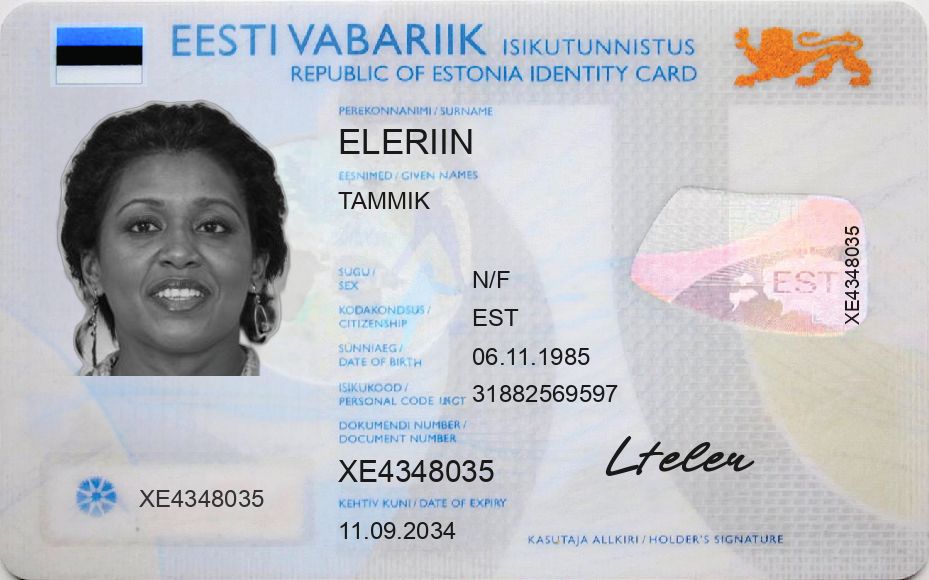 EESTI VABARIIK ISIKUTUNNISTUS
REPUBLIC OF ESTONIA IDENTITY CARD
PEREKONNANIMI / SURNAME
ELERIIN
EESNIMED / GIVEN NAMES
TAMMIK
SUGU /
SEX
N/F
KODAKONDSUS /
CITIZENSHIP
EST
SÜNNIAEG /
DATE OF BIRTH
06.11.1985
ISIKUKOOD /
PERSONAL CODE
31882569597
DOKUMENDI NUMBER /
DOCUMENT NUMBER
XE4348035
KEHTIV KUNI / DATE OF EXPIRY
11.09.2034
XE4348035
EST
XE4348035
KASUTAJA ALLKIRI / HOLDER'S SIGNATURE